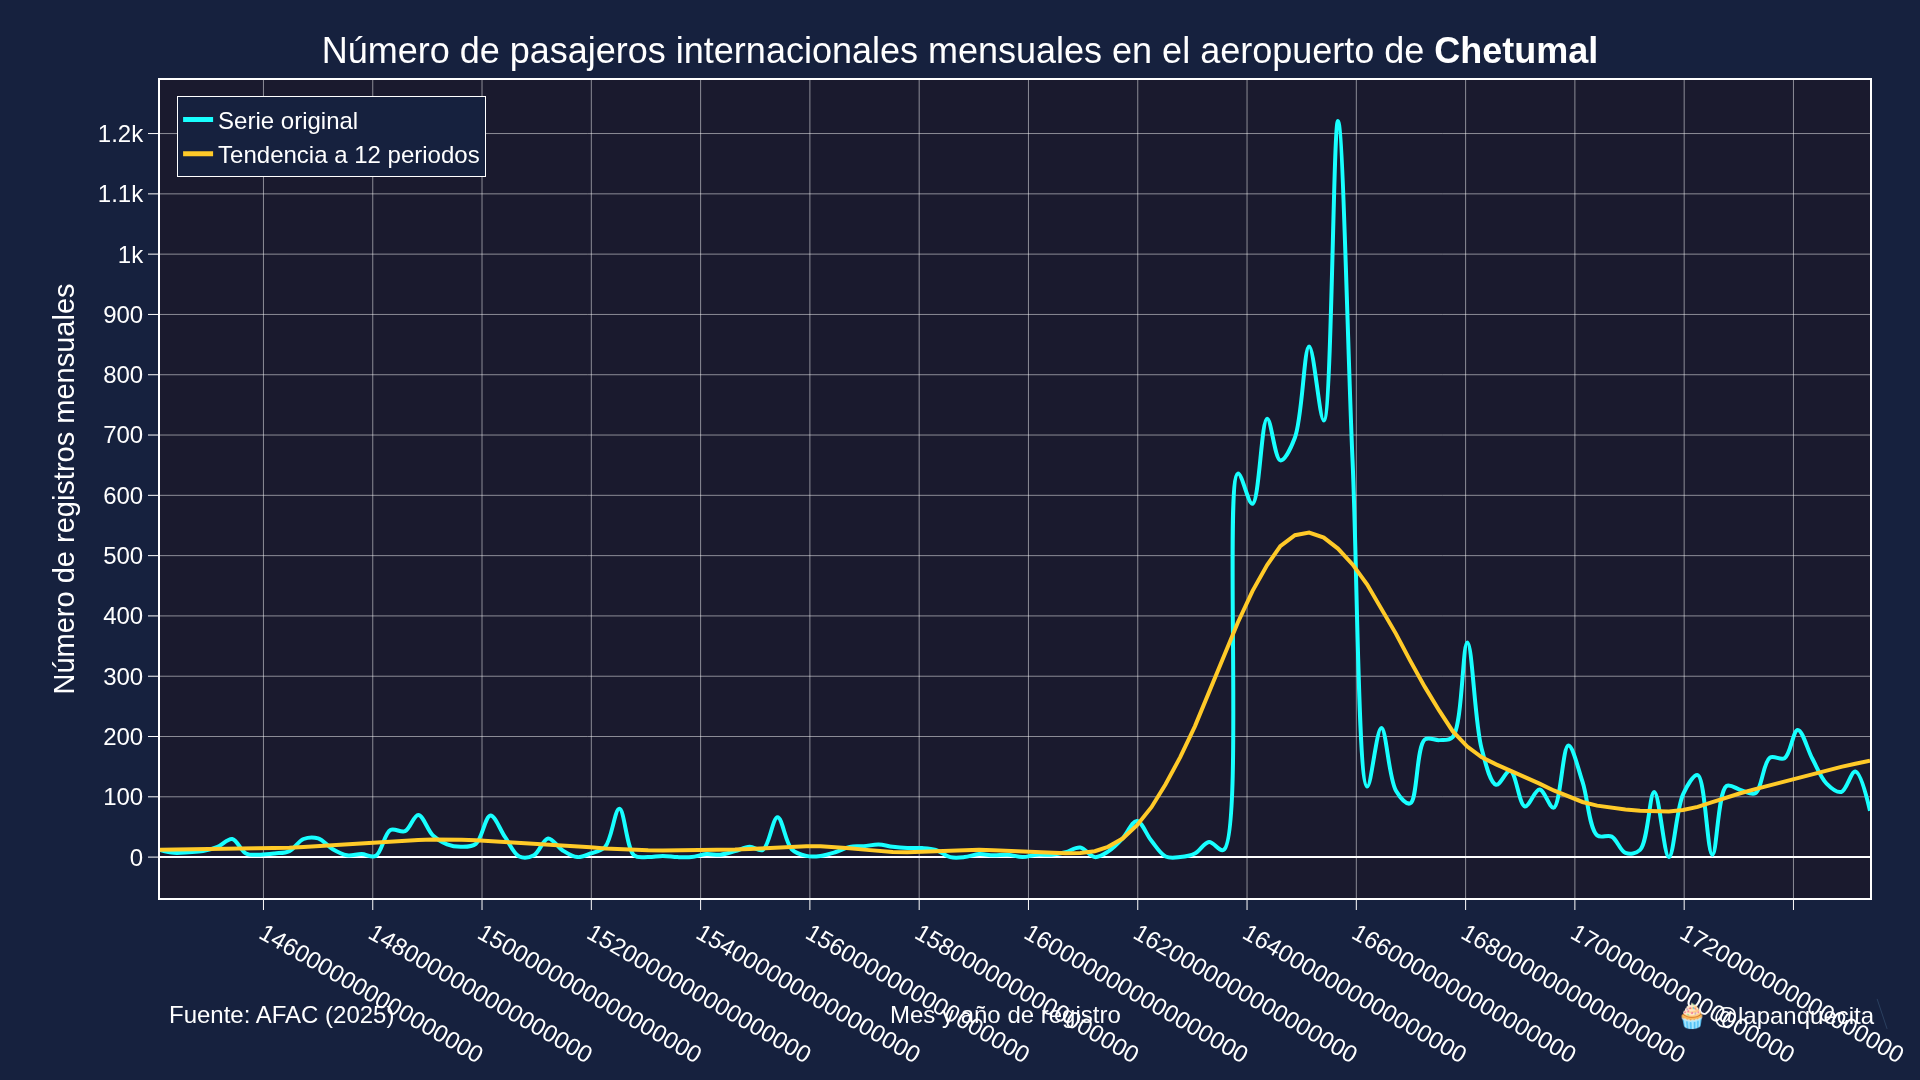 Número de pasajeros internacionales mensuales en el aeropuerto de Chetumal
Serie original
Tendencia a 12 periodos
Número de registros mensuales
1.2k
1.1k
1k
900
800
700
600
500
400
300
200
100
0
1460000000000000000
1480000000000000000
1500000000000000000
1520000000000000000
1540000000000000000
1560000000000000000
1580000000000000000
1600000000000000000
1620000000000000000
1640000000000000000
1660000000000000000
1680000000000000000
1700000000000000000
1720000000000000000
Fuente: AFAC (2025)
Mes y año de registro
🧁 @lapanquecita